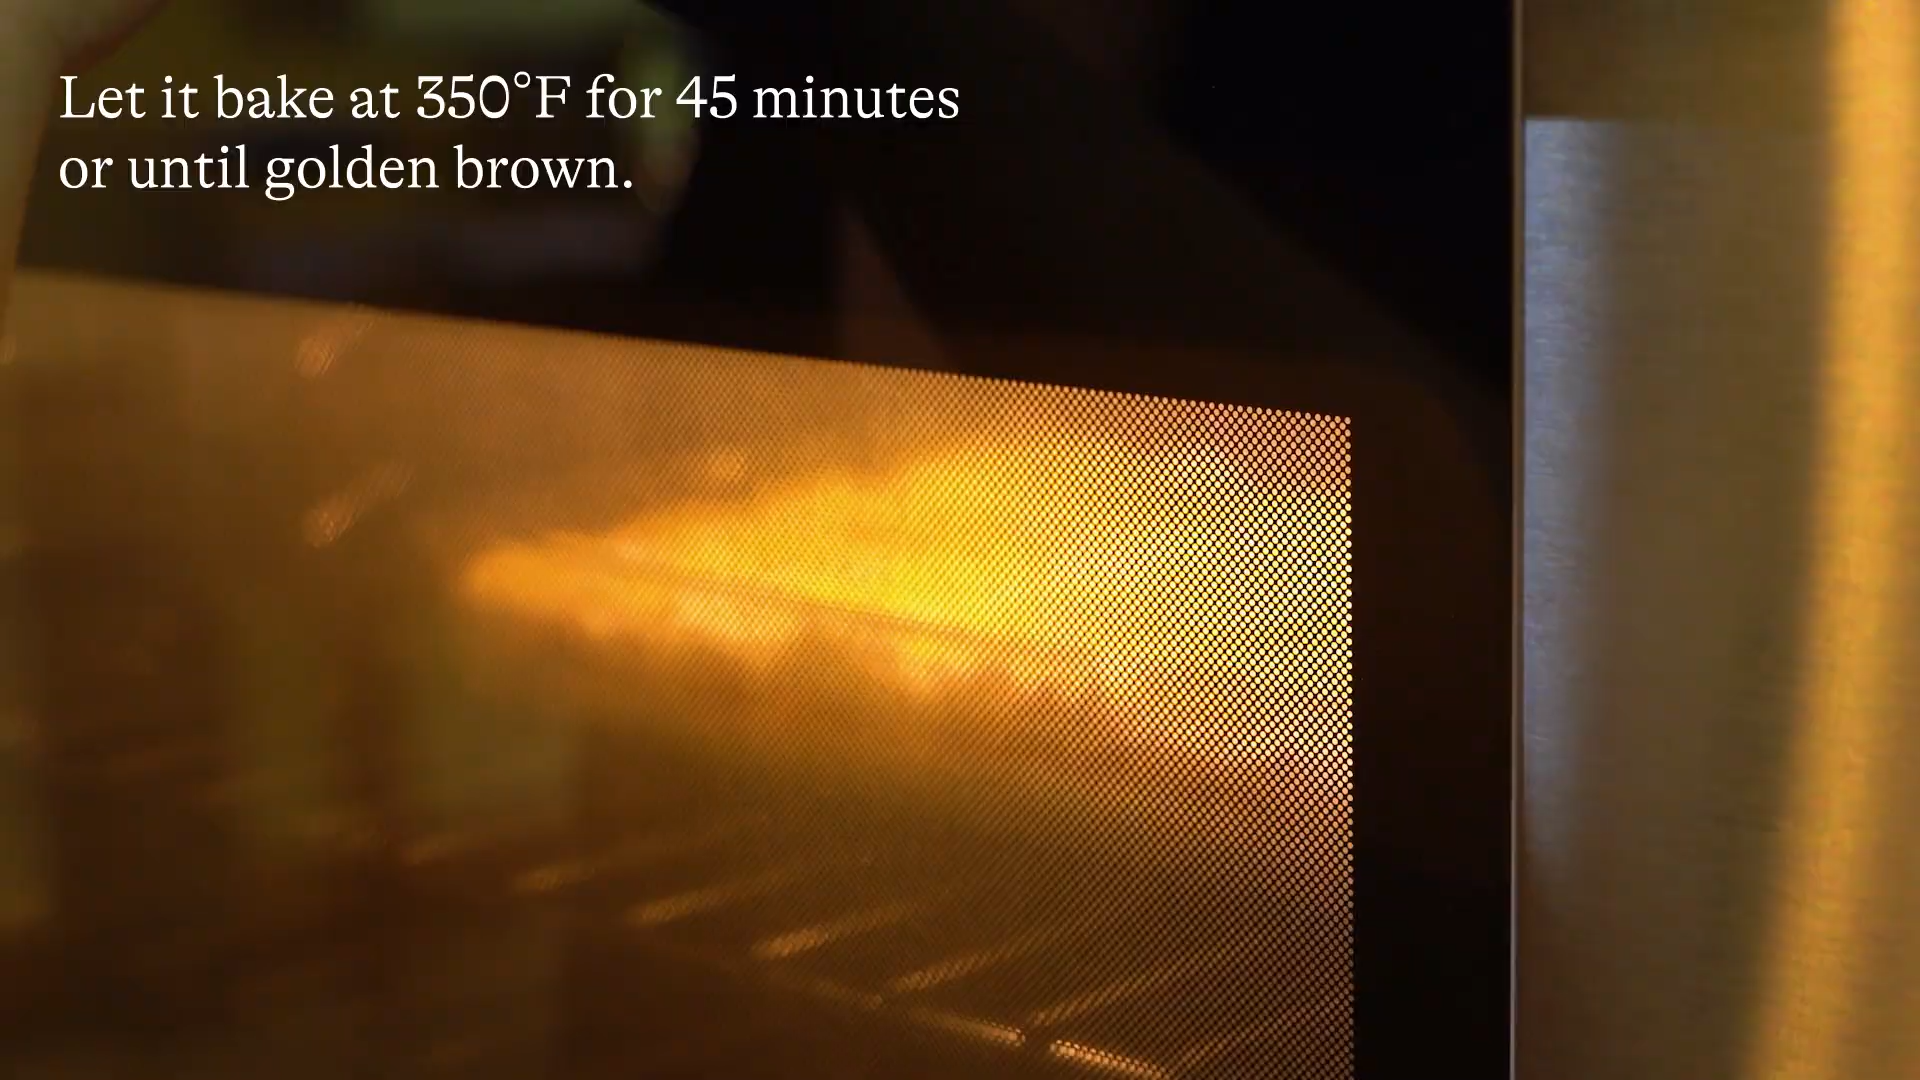 Let it bake at 350°F for 45 minutes
or until golden brown.